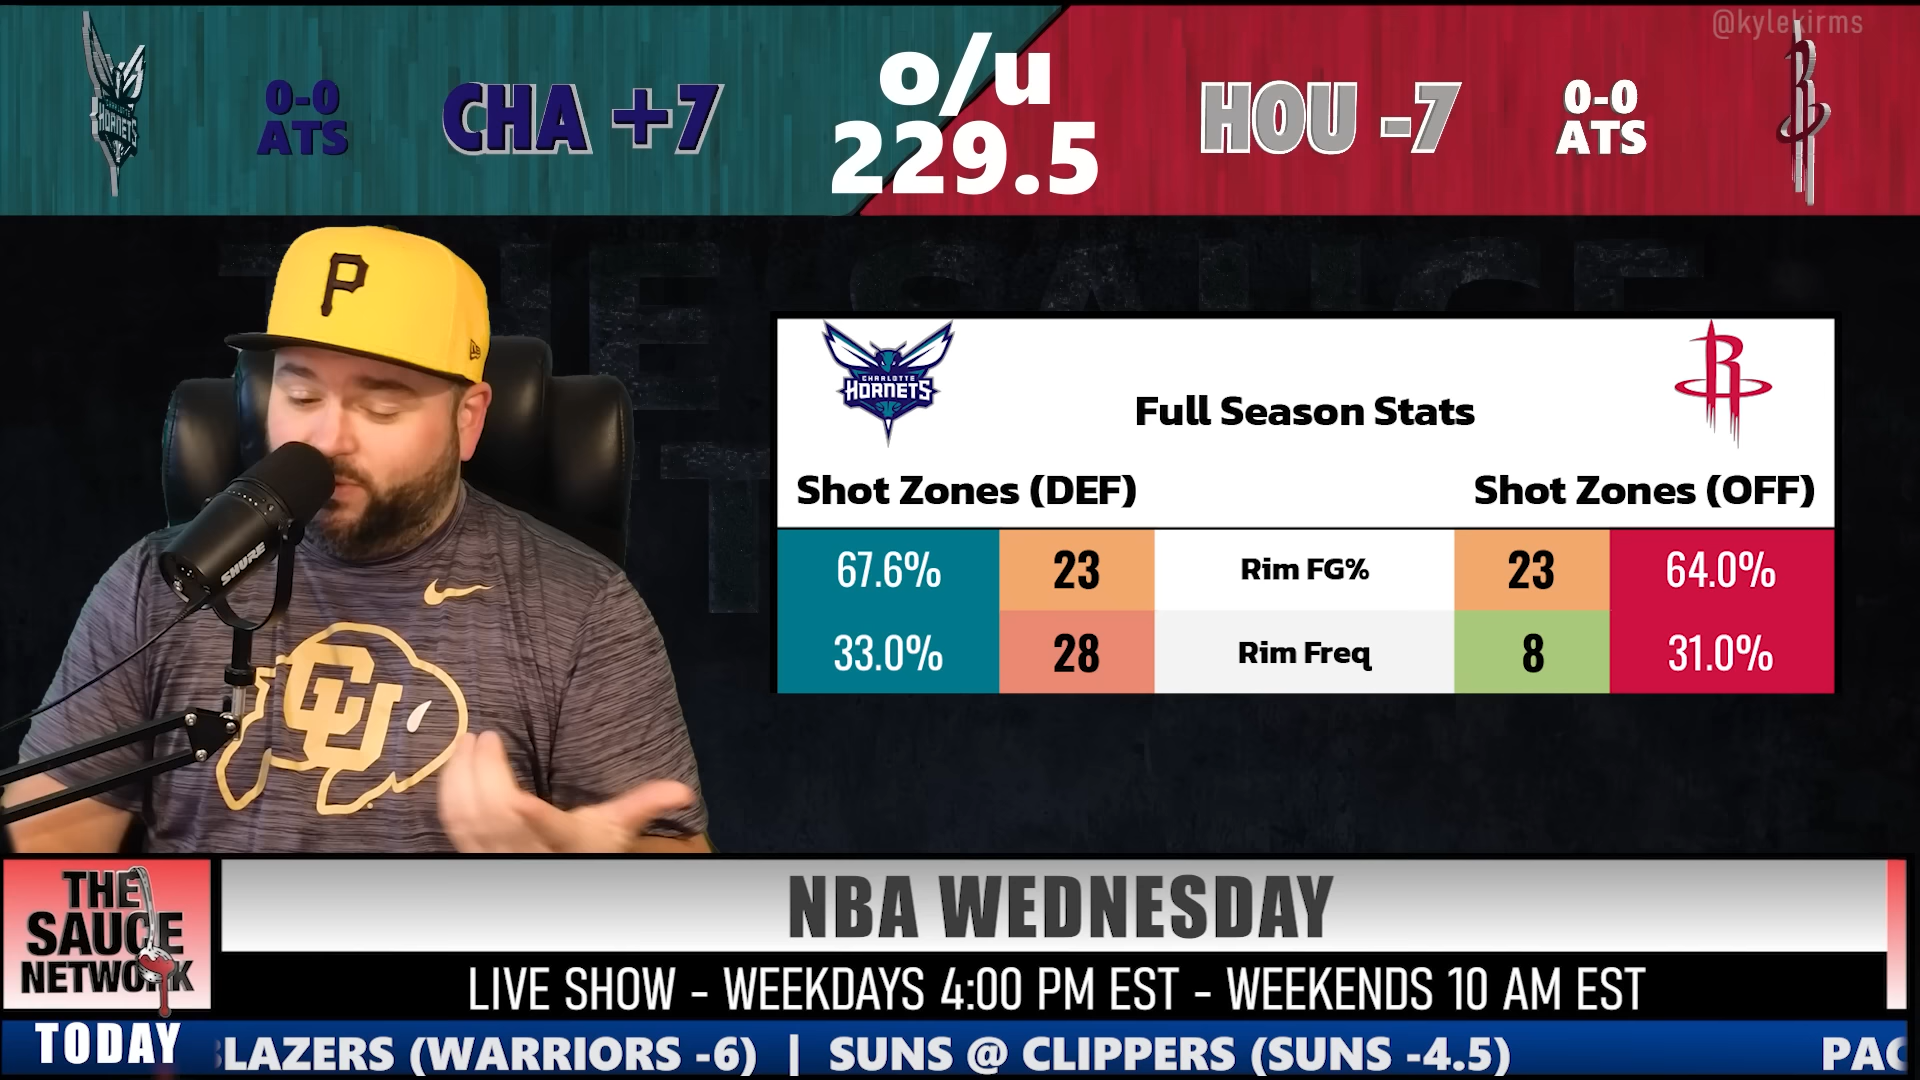 @kylekirms
0-0
ATS
CHA +7
o/u
229.5
HOU -7
0-0
ATS
CHARLOTTE
HORNETS
P
SHURE
CU
CHARLOTTE
HORNETS
Full Season Stats
R
Shot Zones (DEF)
Shot Zones (OFF)
67.6% 23 Rim FG% 23 64.0%
33.0% 28 Rim Freq 8 31.0%
THE
SAUCE
NETWORK
NBA WEDNESDAY
LIVE SHOW - WEEKDAYS 4:00 PM EST - WEEKENDS 10 AM EST
TODAY
LAZERS (WARRIORS -6) | SUNS @ CLIPPERS (SUNS -4.5)
PAC